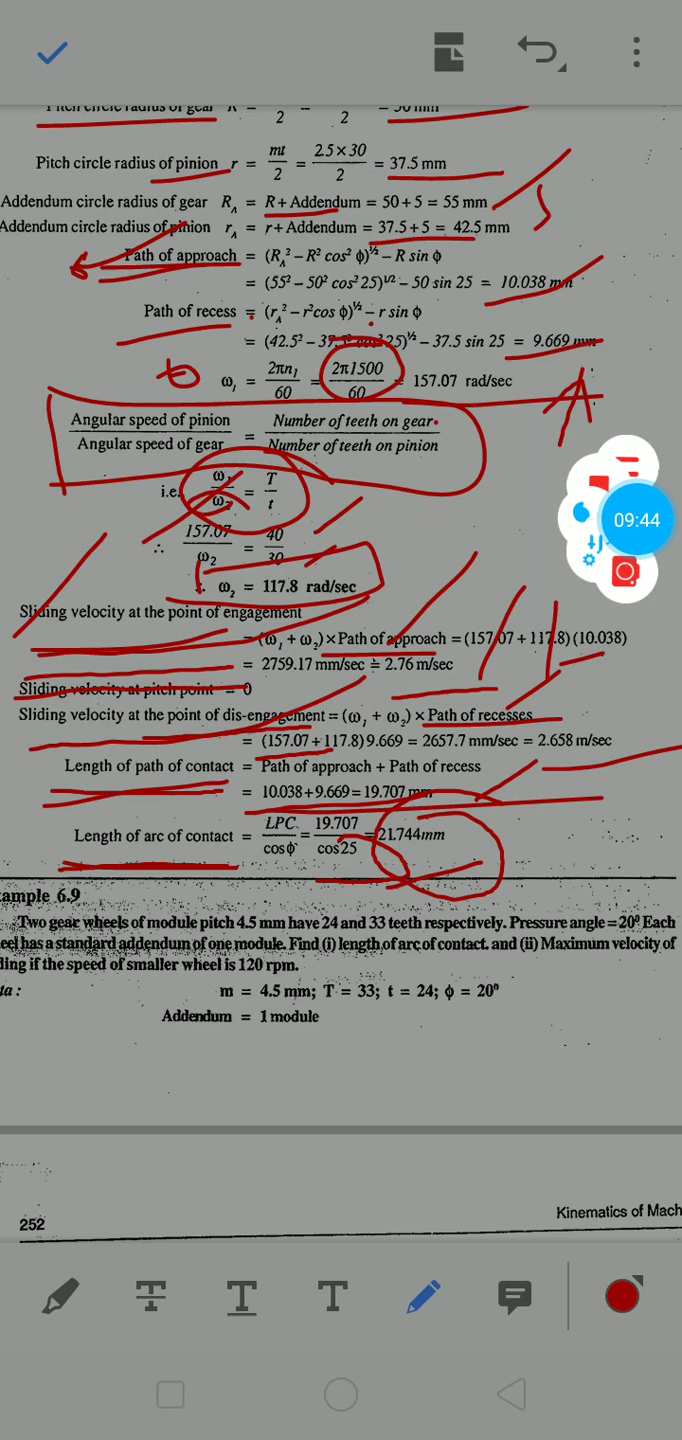 Pitch circle radius of gear R = = = 50 mm
2 2
Pitch circle radius of pinion r = mt/2 = 2.5 × 30/2 = 37.5 mm
Addendum circle radius of gear R_A = R + Addendum = 50 + 5 = 55 mm
Addendum circle radius of pinion r_A = r + Addendum = 37.5 + 5 = 42.5 mm
Path of approach = (R_A² – R² cos² ϕ)^½ – R sin ϕ
= (55² – 50² cos² 25)^1/2 – 50 sin 25 = 10.038 mm
Path of recess = (r_A² – r²cos ϕ)^½ – r sin ϕ
= (42.5² – 37.5² cos² 25)^½ – 37.5 sin 25 = 9.669 mm
ω₁ = 2πn₁/60 = 2π1500/60 = 157.07 rad/sec
Angular speed of pinion/Angular speed of gear = Number of teeth on gear/Number of teeth on pinion
i.e. ω₁/ω₂ = T/t
∴ 157.07/ω₂ = 40/30
∴ ω₂ = 117.8 rad/sec
Sliding velocity at the point of engagement
= (ω₁ + ω₂) × Path of approach = (157.07 + 117.8) (10.038)
= 2759.17 mm/sec ≐ 2.76 m/sec
Sliding velocity at pitch point = 0
Sliding velocity at the point of dis-engagement = (ω₁ + ω₂) × Path of recesses
= (157.07 + 117.8) 9.669 = 2657.7 mm/sec = 2.658 m/sec
Length of path of contact = Path of approach + Path of recess
= 10.038 + 9.669 = 19.707 mm
Length of arc of contact = LPC/cos ϕ = 19.707/cos 25 = 21.744mm
ample 6.9
Two gear wheels of module pitch 4.5 mm have 24 and 33 teeth respectively. Pressure angle = 20⁰ Each
eel has a standard addendum of one module. Find (i) length of arc of contact. and (ii) Maximum velocity of
ding if the speed of smaller wheel is 120 rpm.
ta : m = 4.5 mm; T = 33; t = 24; ϕ = 20⁰
Addendum = 1 module
09:44
252 Kinematics of Mach
T T T